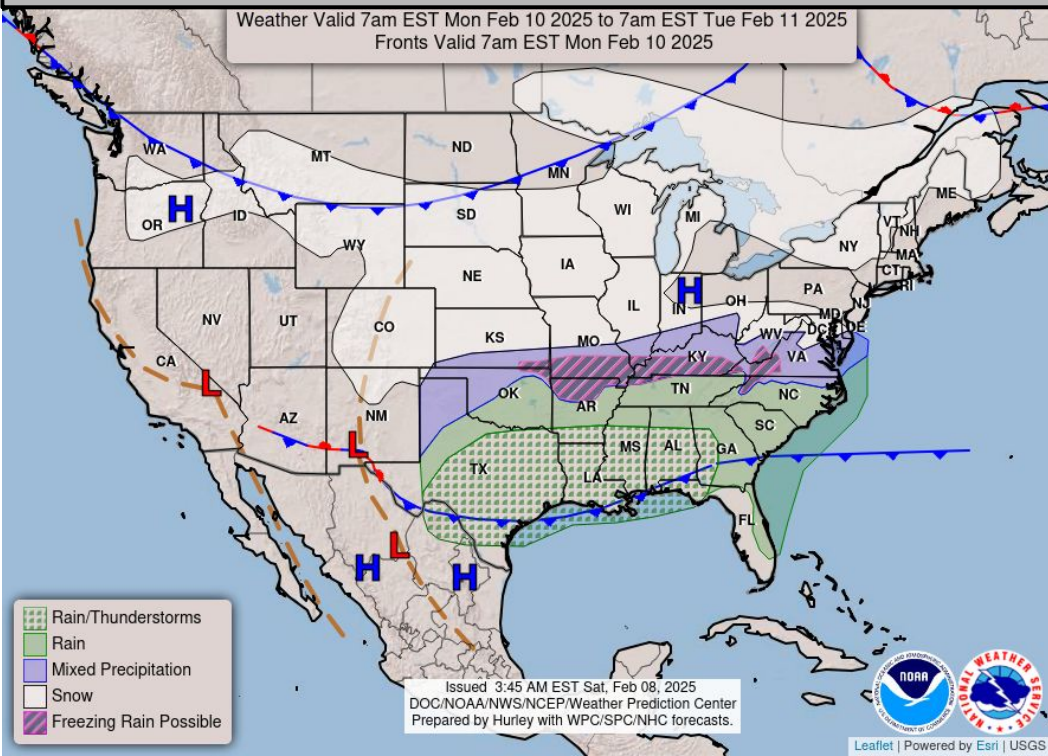 Weather Valid 7am EST Mon Feb 10 2025 to 7am EST Tue Feb 11 2025
Fronts Valid 7am EST Mon Feb 10 2025
WA
MT
ND
MN
OR
ID
WY
SD
WI
MI
ME
VT
NH
NY
MA
CT
RI
NV
UT
CO
NE
IA
IL
IN
OH
PA
NJ
MD
DE
DC
CA
KS
MO
KY
WV
VA
AZ
NM
OK
AR
TN
NC
TX
LA
MS
AL
GA
SC
FL
H
H
L
L
L
H
H
Rain/Thunderstorms
Rain
Mixed Precipitation
Snow
Freezing Rain Possible
Issued 3:45 AM EST Sat, Feb 08, 2025
DOC/NOAA/NWS/NCEP/Weather Prediction Center
Prepared by Hurley with WPC/SPC/NHC forecasts.
NOAA
NATIONAL WEATHER SERVICE
Leaflet | Powered by Esri | USGS